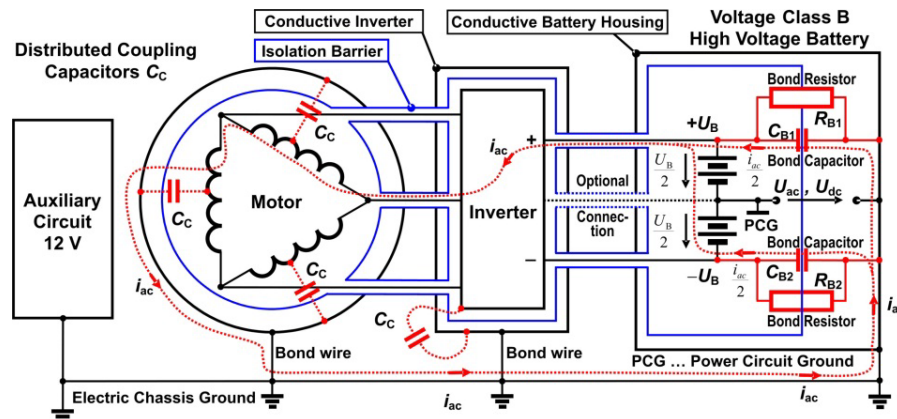 Distributed Coupling
Capacitors CC
Conductive Inverter
Isolation Barrier
Conductive Battery Housing
Voltage Class B
High Voltage Battery
Bond Resistor
RB1
CB1
Bond Capacitor
+UB
iac
UB
2
iac
2
Auxiliary
Circuit
12 V
CC
CC
Motor
CC
iac
+
Inverter
−
Optional
Connec-
tion
Uac , Udc
PCG
UB
2
Bond Capacitor
−UB
iac
2
CB2
RB2
Bond Resistor
iac
CC
ia
Bond wire
Bond wire
PCG ... Power Circuit Ground
Electric Chassis Ground
iac
iac